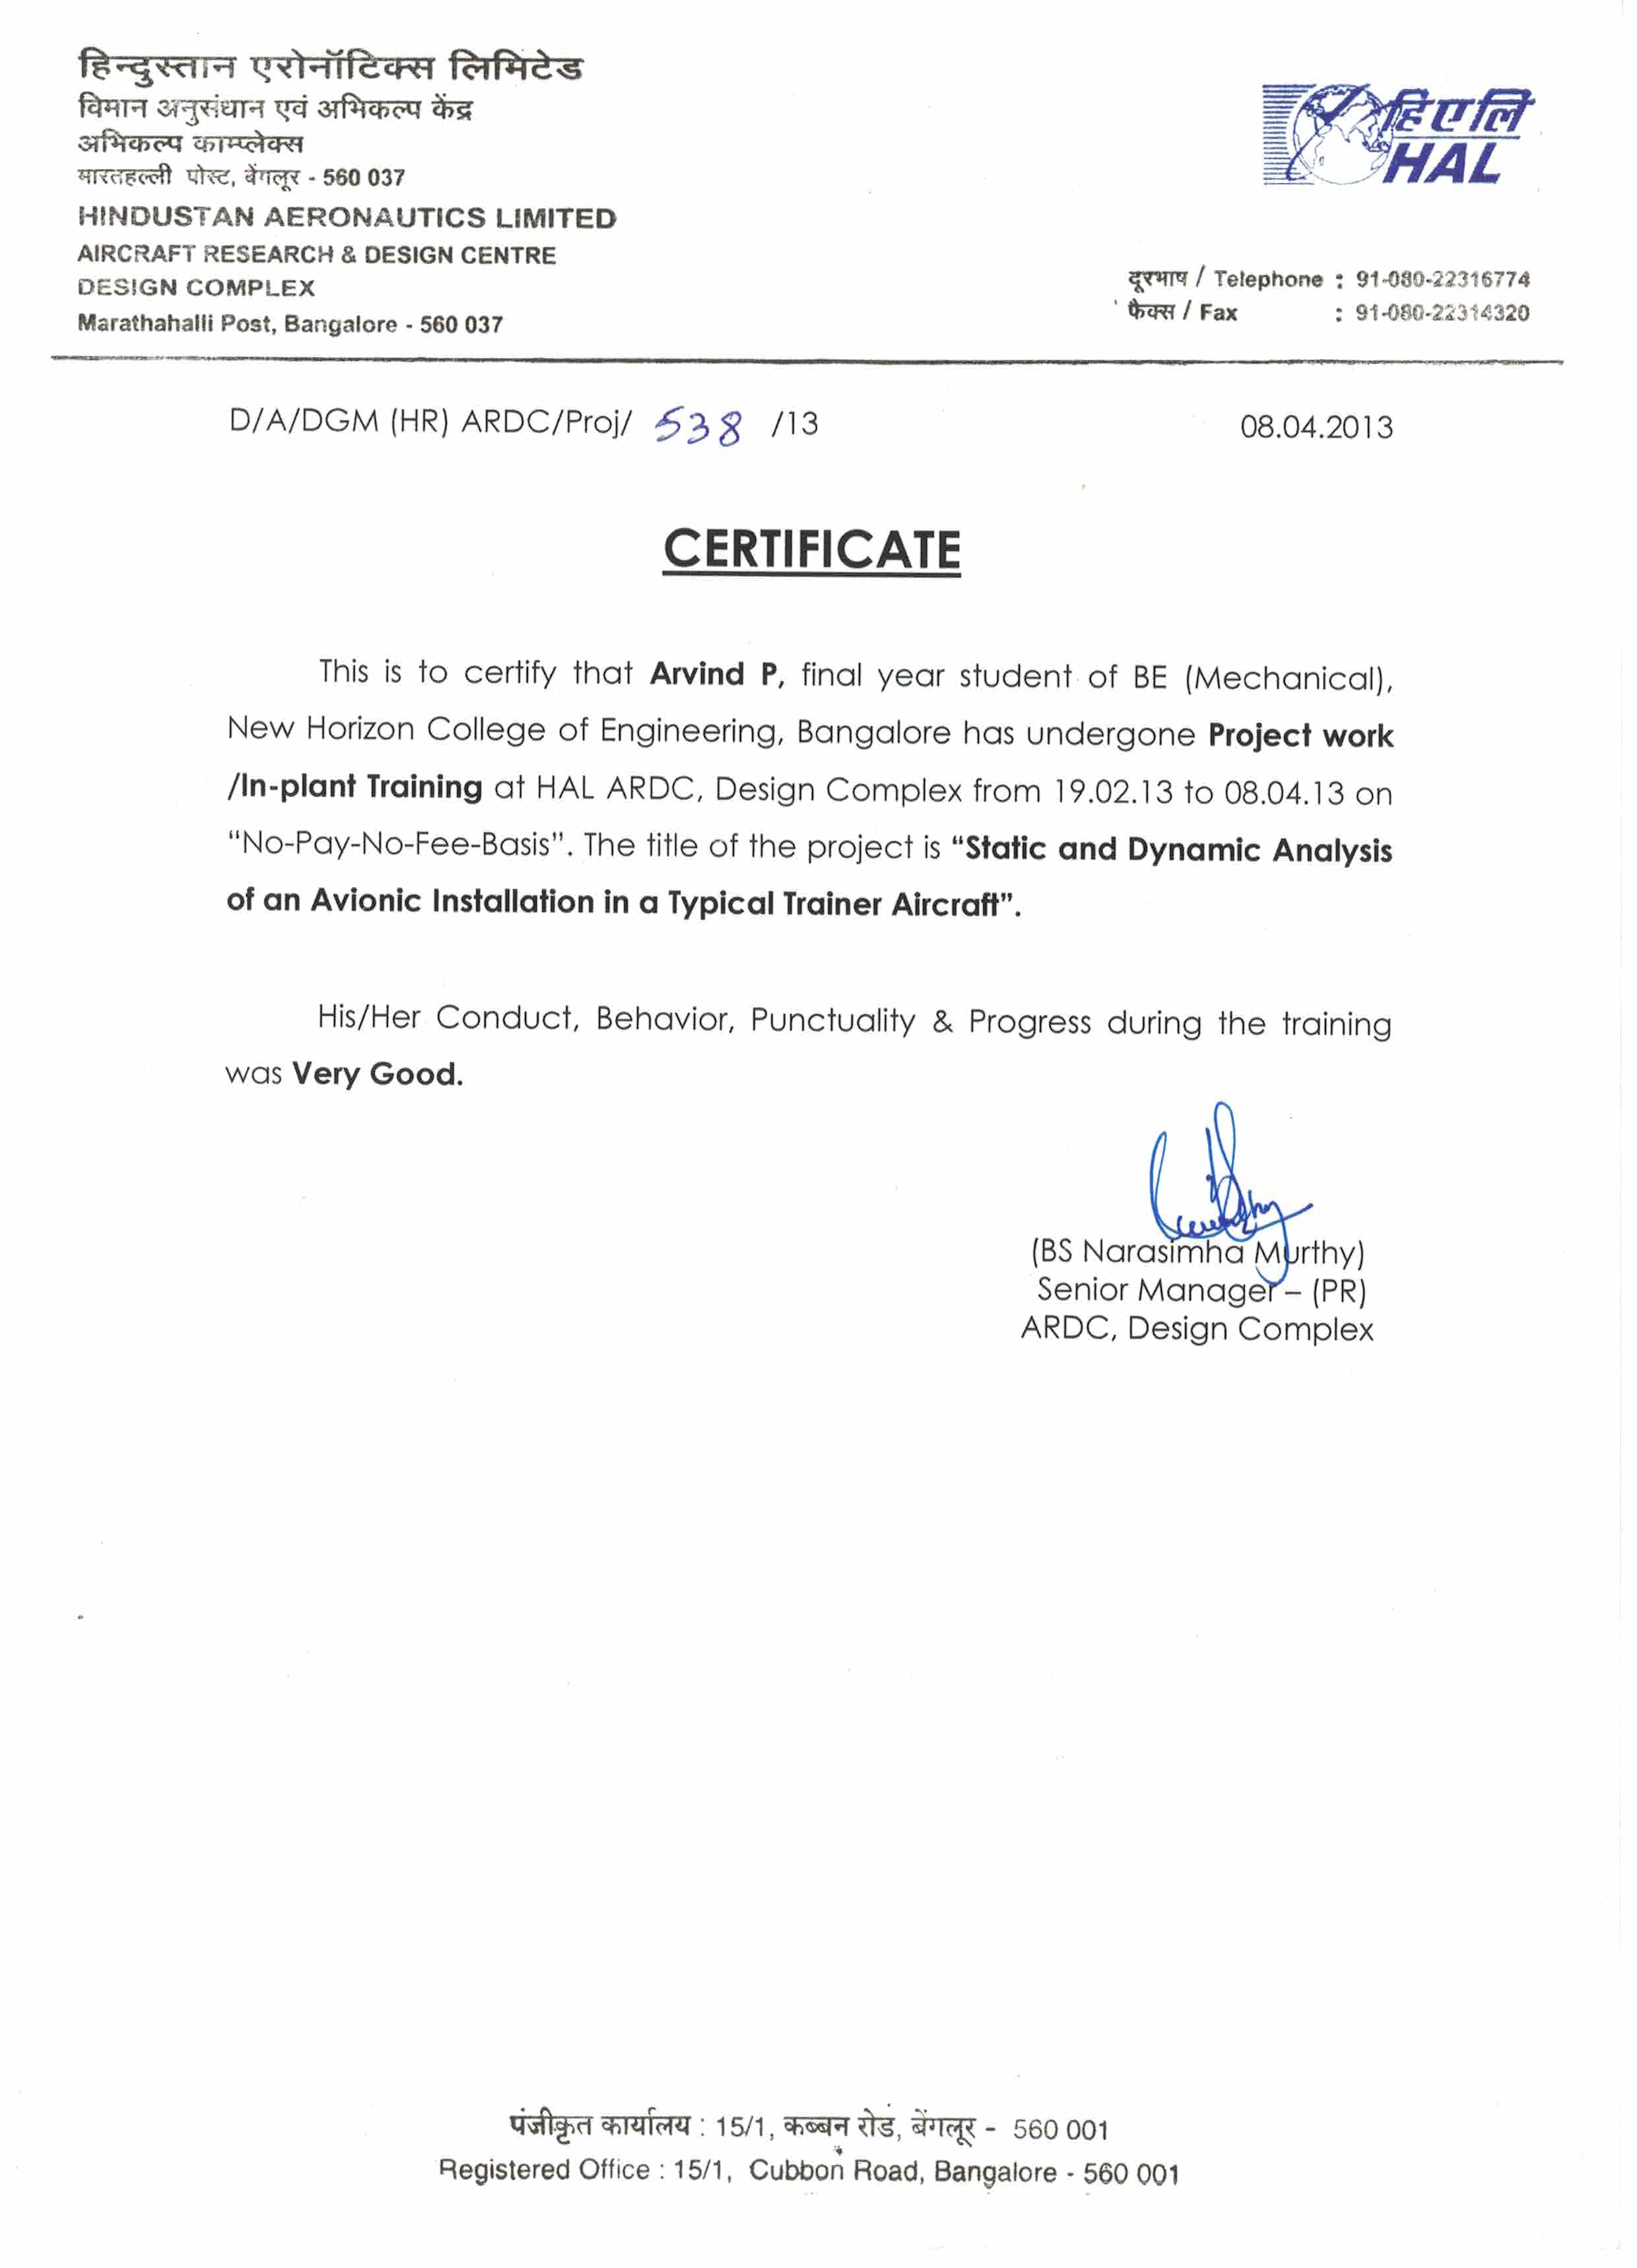 हिन्दुस्तान एरोनॉटिक्स लिमिटेड
विमान अनुसंधान एवं अभिकल्प केंद्र
अभिकल्प काम्प्लेक्स
मारतहल्ली पोस्ट, बेंगलूर - 560 037
HINDUSTAN AERONAUTICS LIMITED
AIRCRAFT RESEARCH & DESIGN CENTRE
DESIGN COMPLEX
Marathahalli Post, Bangalore - 560 037
हिएलि
HAL
दूरभाष / Telephone : 91-080-22316774
फैक्स / Fax : 91-080-22314320
D/A/DGM (HR) ARDC/Proj/ 538 /13
08.04.2013
CERTIFICATE
This is to certify that Arvind P, final year student of BE (Mechanical),
New Horizon College of Engineering, Bangalore has undergone Project work
/In-plant Training at HAL ARDC, Design Complex from 19.02.13 to 08.04.13 on
“No-Pay-No-Fee-Basis”. The title of the project is “Static and Dynamic Analysis
of an Avionic Installation in a Typical Trainer Aircraft”.
His/Her Conduct, Behavior, Punctuality & Progress during the training
was Very Good.
(BS Narasimha Murthy)
Senior Manager – (PR)
ARDC, Design Complex
पंजीकृत कार्यालय : 15/1, कब्बन रोड, बेंगलूर - 560 001
Registered Office : 15/1, Cubbon Road, Bangalore - 560 001